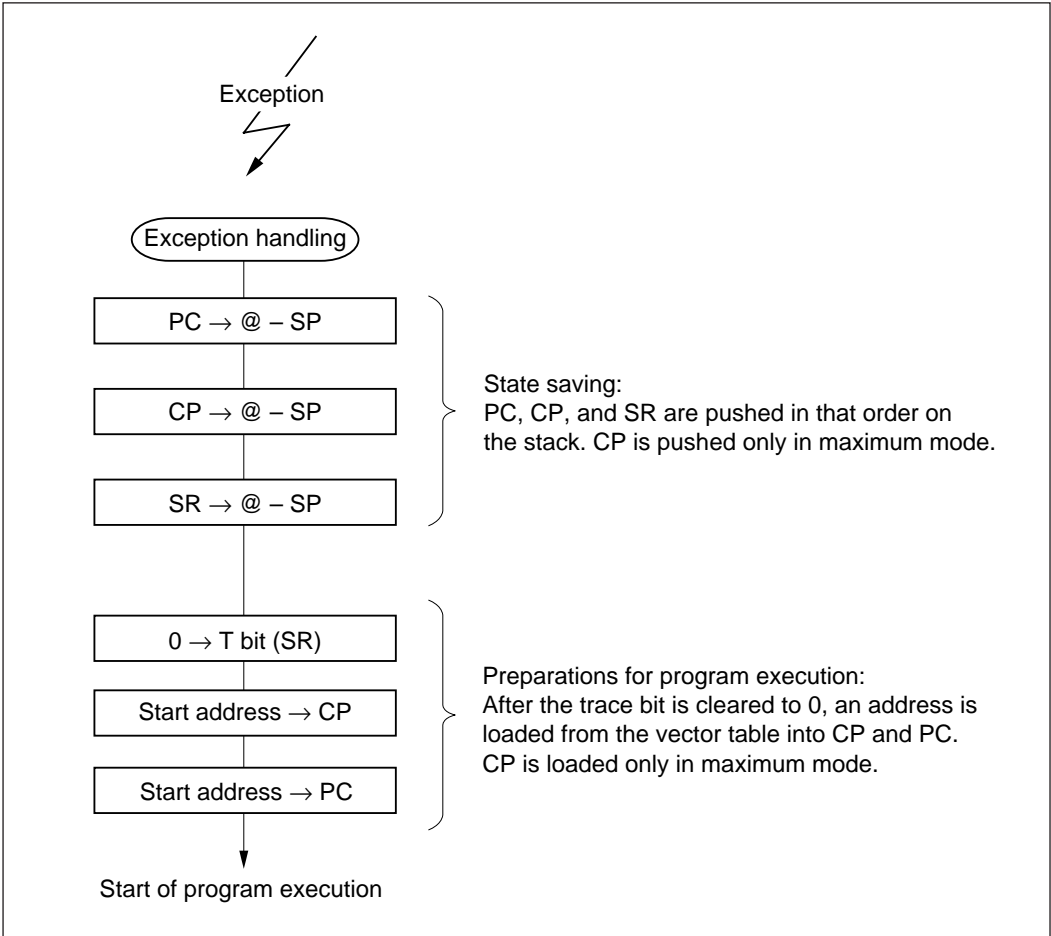 Exception
Exception handling
PC → @ – SP
CP → @ – SP
SR → @ – SP
State saving:
PC, CP, and SR are pushed in that order on
the stack. CP is pushed only in maximum mode.
0 → T bit (SR)
Start address → CP
Start address → PC
Preparations for program execution:
After the trace bit is cleared to 0, an address is
loaded from the vector table into CP and PC.
CP is loaded only in maximum mode.
Start of program execution